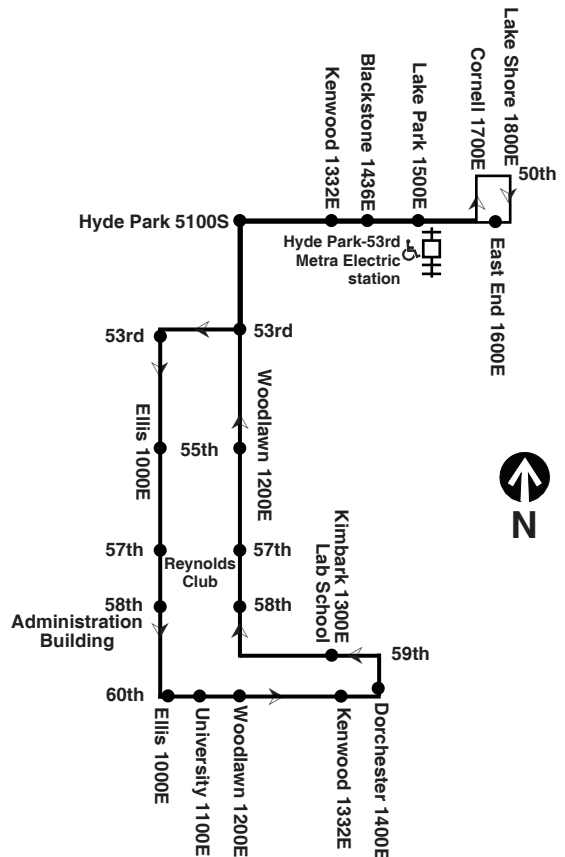 Lake Shore 1800E
Cornell 1700E
50th
Lake Park 1500E
Blackstone 1436E
Kenwood 1332E
Hyde Park 5100S
Hyde Park-53rd
Metra Electric
station
East End 1600E
53rd
53rd
Ellis 1000E
55th
Woodlawn 1200E
N
57th
Reynolds
Club
57th
58th
58th
Administration
Building
Kimbark 1300E
Lab School
59th
60th
Ellis 1000E
University 1100E
Woodlawn 1200E
Kenwood 1332E
Dorchester 1400E